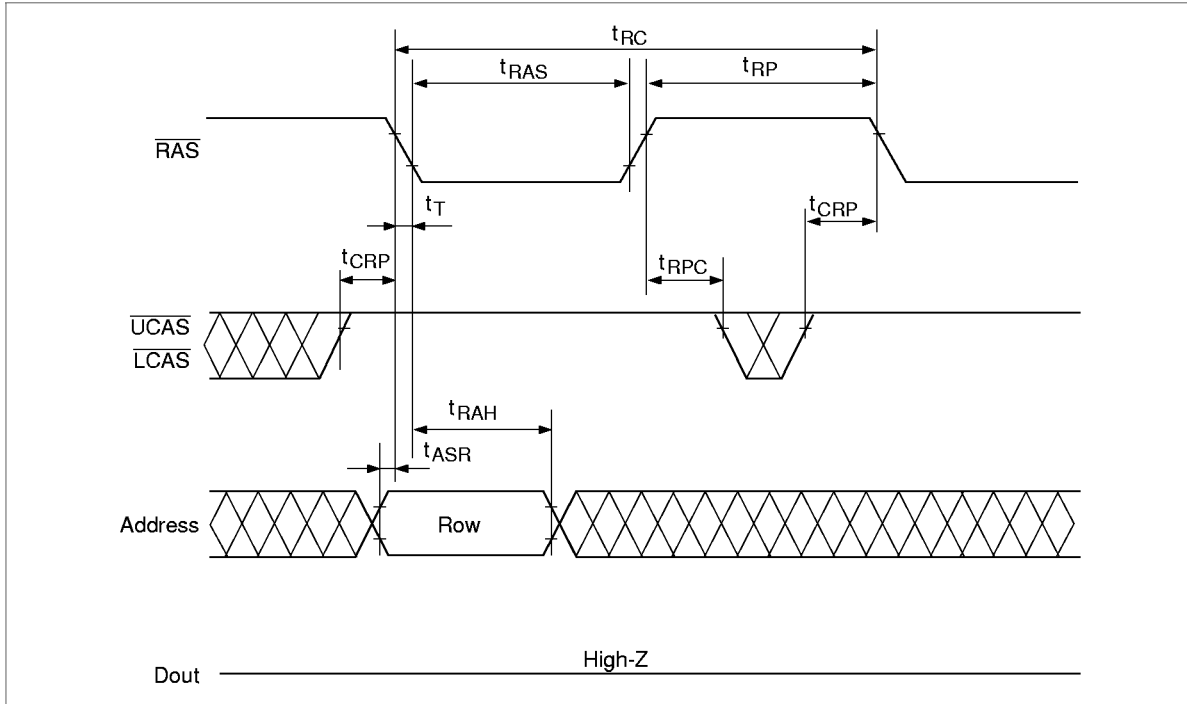 tRC
tRAS
tRP
RAS
tT
tCRP
tCRP
tRPC
UCAS
LCAS
tRAH
tASR
Address
Row
High-Z
Dout